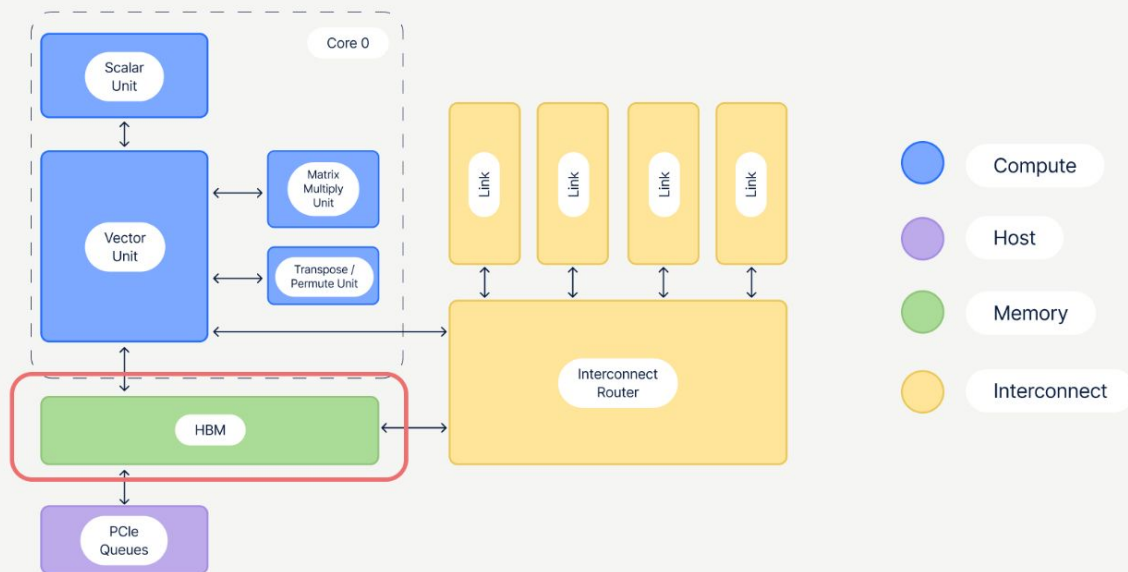 Core 0
Scalar
Unit
Vector
Unit
Matrix
Multiply
Unit
Transpose /
Permute Unit
HBM
PCIe
Queues
Link
Link
Link
Link
Interconnect
Router
Compute
Host
Memory
Interconnect